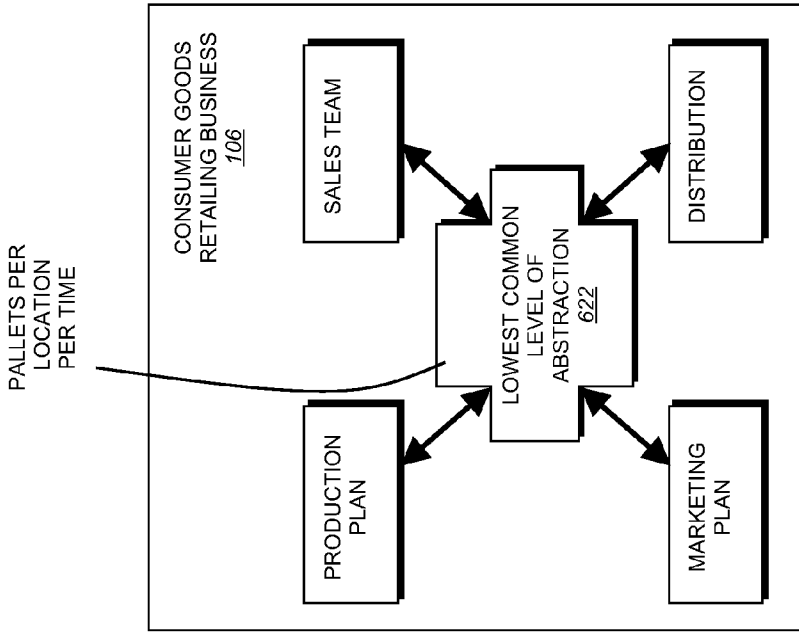 PALLETS PER
LOCATION
PER TIME
CONSUMER GOODS
RETAILING BUSINESS
106
PRODUCTION
PLAN
SALES TEAM
LOWEST COMMON
LEVEL OF
ABSTRACTION
622
MARKETING
PLAN
DISTRIBUTION